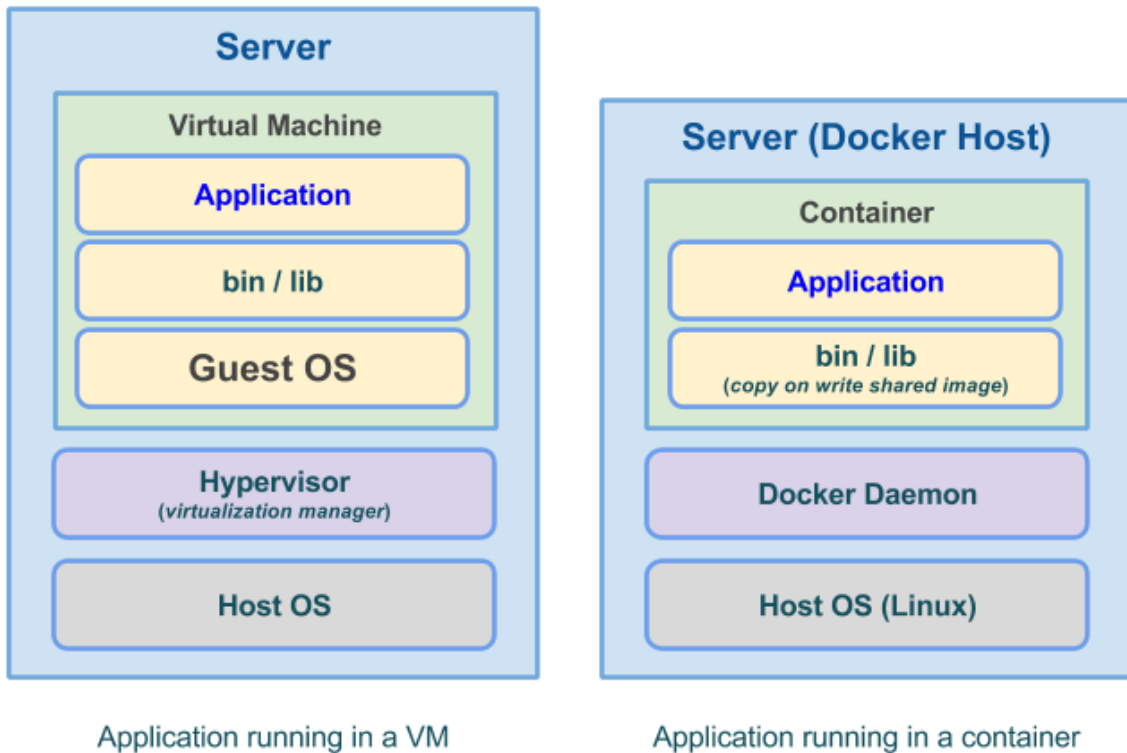 Server
Virtual Machine
Application
bin / lib
Guest OS
Hypervisor
(virtualization manager)
Host OS
Application running in a VM
Server (Docker Host)
Container
Application
bin / lib
(copy on write shared image)
Docker Daemon
Host OS (Linux)
Application running in a container